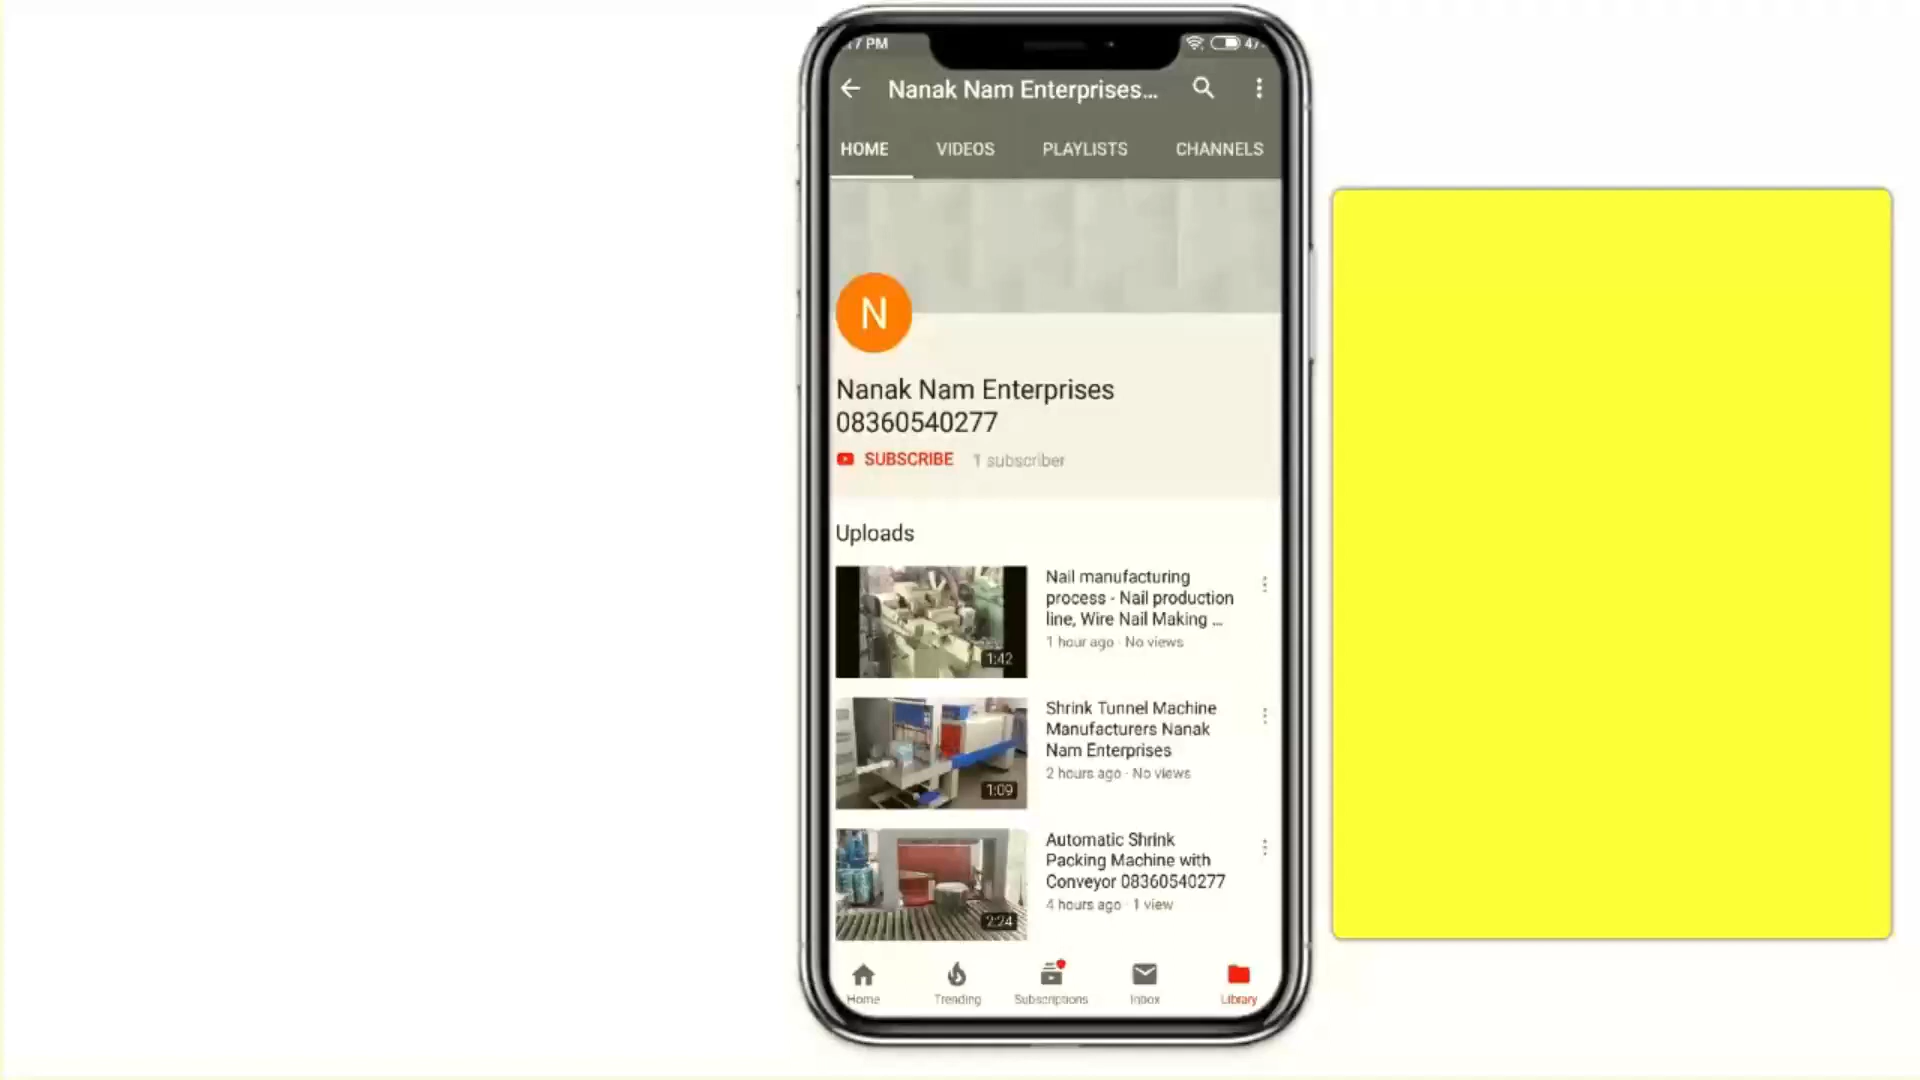 7 PM
47
Nanak Nam Enterprises...
HOME VIDEOS PLAYLISTS CHANNELS
N
Nanak Nam Enterprises
08360540277
SUBSCRIBE 1 subscriber
Uploads
Nail manufacturing
process - Nail production
line, Wire Nail Making ...
1 hour ago · No views
1:42
Shrink Tunnel Machine
Manufacturers Nanak
Nam Enterprises
2 hours ago · No views
1:09
Automatic Shrink
Packing Machine with
Conveyor 08360540277
4 hours ago · 1 view
2:24
Home Trending Subscriptions Inbox Library